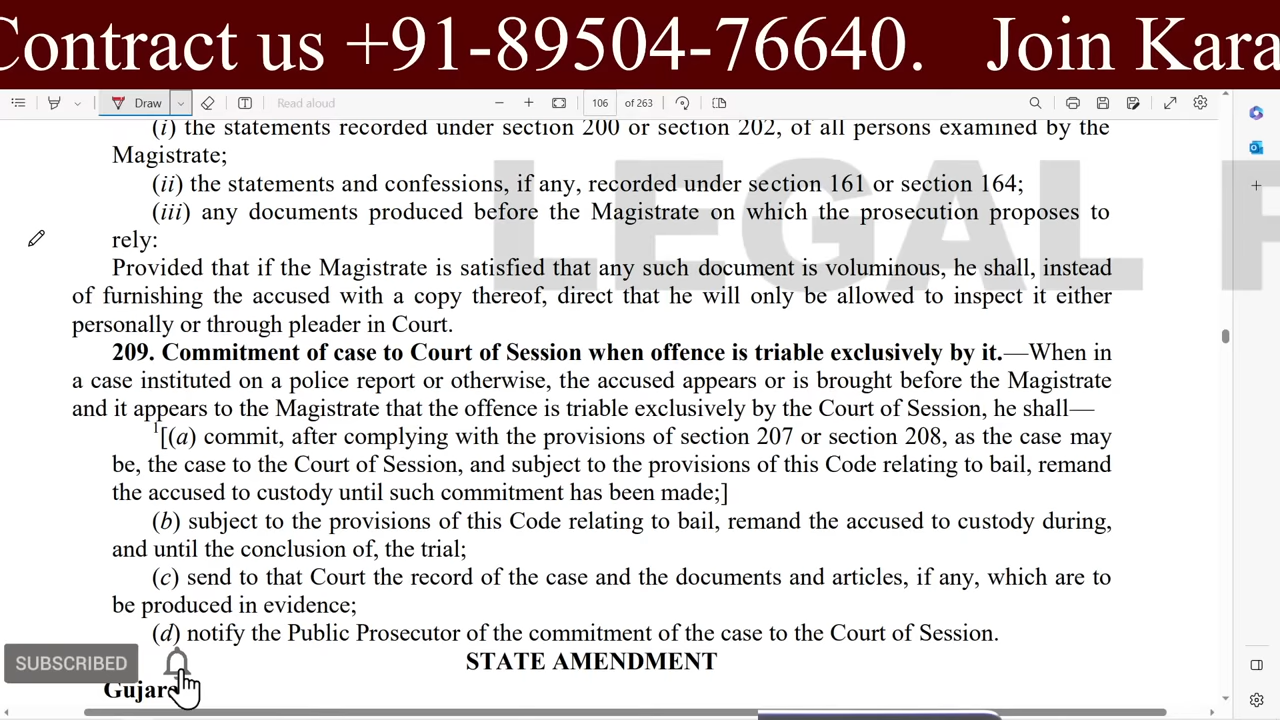 Contract us +91-89504-76640. Join Kara
Draw
Read aloud
106 of 263
(i) the statements recorded under section 200 or section 202, of all persons examined by the
Magistrate;
(ii) the statements and confessions, if any, recorded under section 161 or section 164;
(iii) any documents produced before the Magistrate on which the prosecution proposes to
rely:
Provided that if the Magistrate is satisfied that any such document is voluminous, he shall, instead
of furnishing the accused with a copy thereof, direct that he will only be allowed to inspect it either
personally or through pleader in Court.
209. Commitment of case to Court of Session when offence is triable exclusively by it.—When in
a case instituted on a police report or otherwise, the accused appears or is brought before the Magistrate
and it appears to the Magistrate that the offence is triable exclusively by the Court of Session, he shall—
1[(a) commit, after complying with the provisions of section 207 or section 208, as the case may
be, the case to the Court of Session, and subject to the provisions of this Code relating to bail, remand
the accused to custody until such commitment has been made;]
(b) subject to the provisions of this Code relating to bail, remand the accused to custody during,
and until the conclusion of, the trial;
(c) send to that Court the record of the case and the documents and articles, if any, which are to
be produced in evidence;
(d) notify the Public Prosecutor of the commitment of the case to the Court of Session.
STATE AMENDMENT
SUBSCRIBED
LEGAL